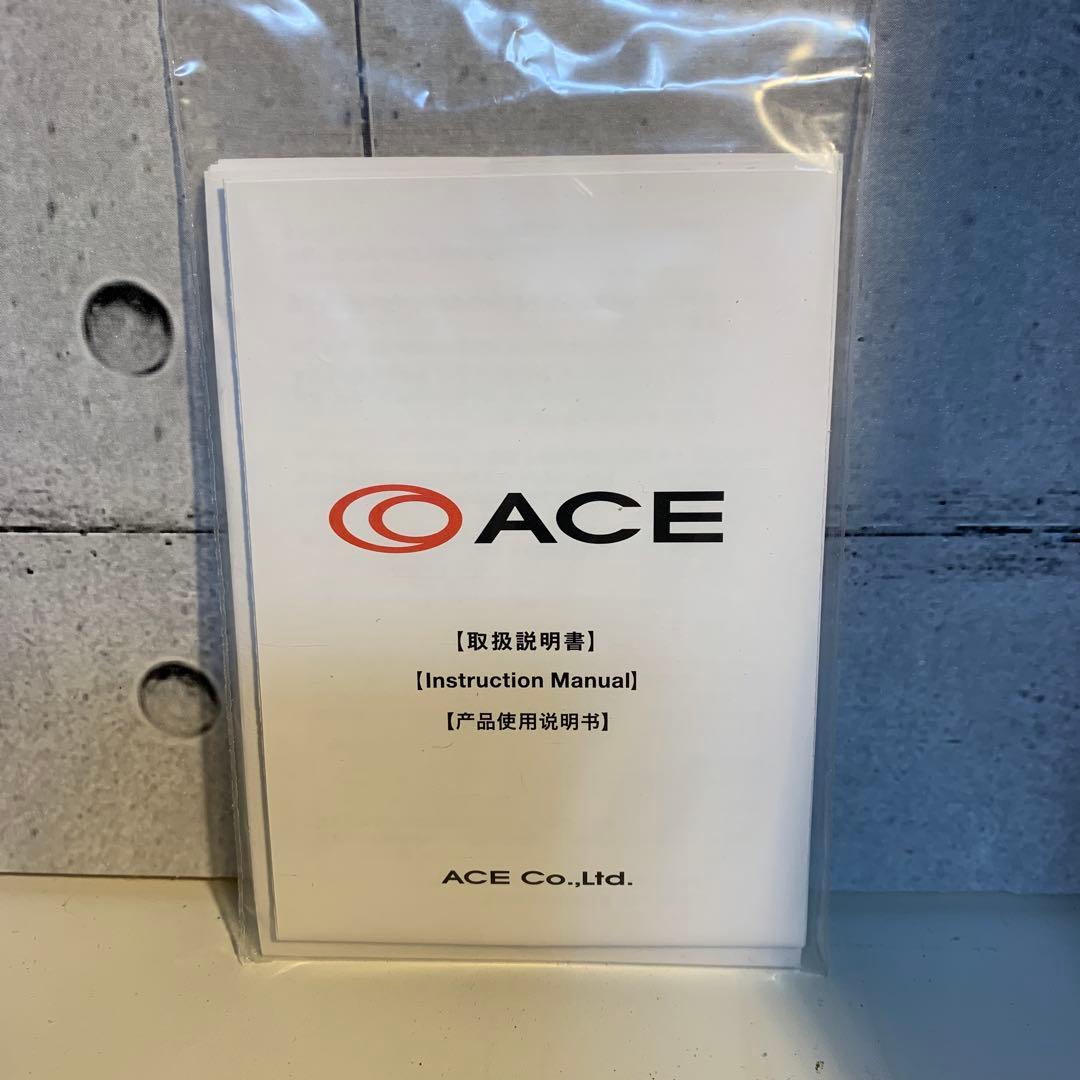 ACE
【取扱説明書】
【Instruction Manual】
【产品使用说明书】
ACE Co.,Ltd.